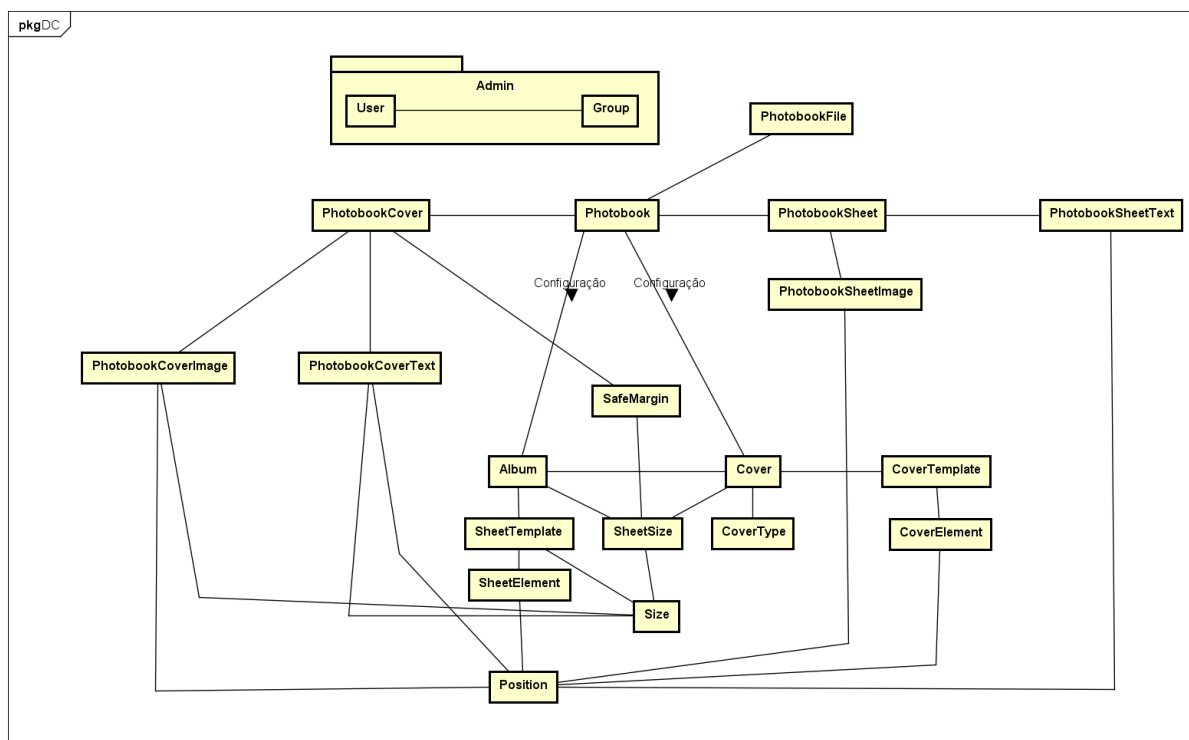 pkgDC
Admin
User
Group
PhotobookFile
PhotobookCover
Photobook
PhotobookSheet
PhotobookSheetText
Configuração
Configuração
PhotobookSheetImage
PhotobookCoverImage
PhotobookCoverText
SafeMargin
Album
Cover
CoverTemplate
SheetTemplate
SheetSize
CoverType
CoverElement
SheetElement
Size
Position